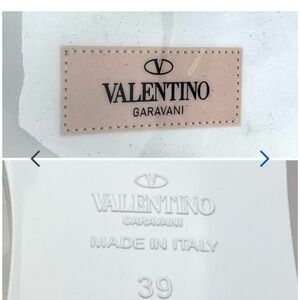 VALENTINO
GARAVANI
VALENTINO
GARAVANI
MADE IN ITALY
39